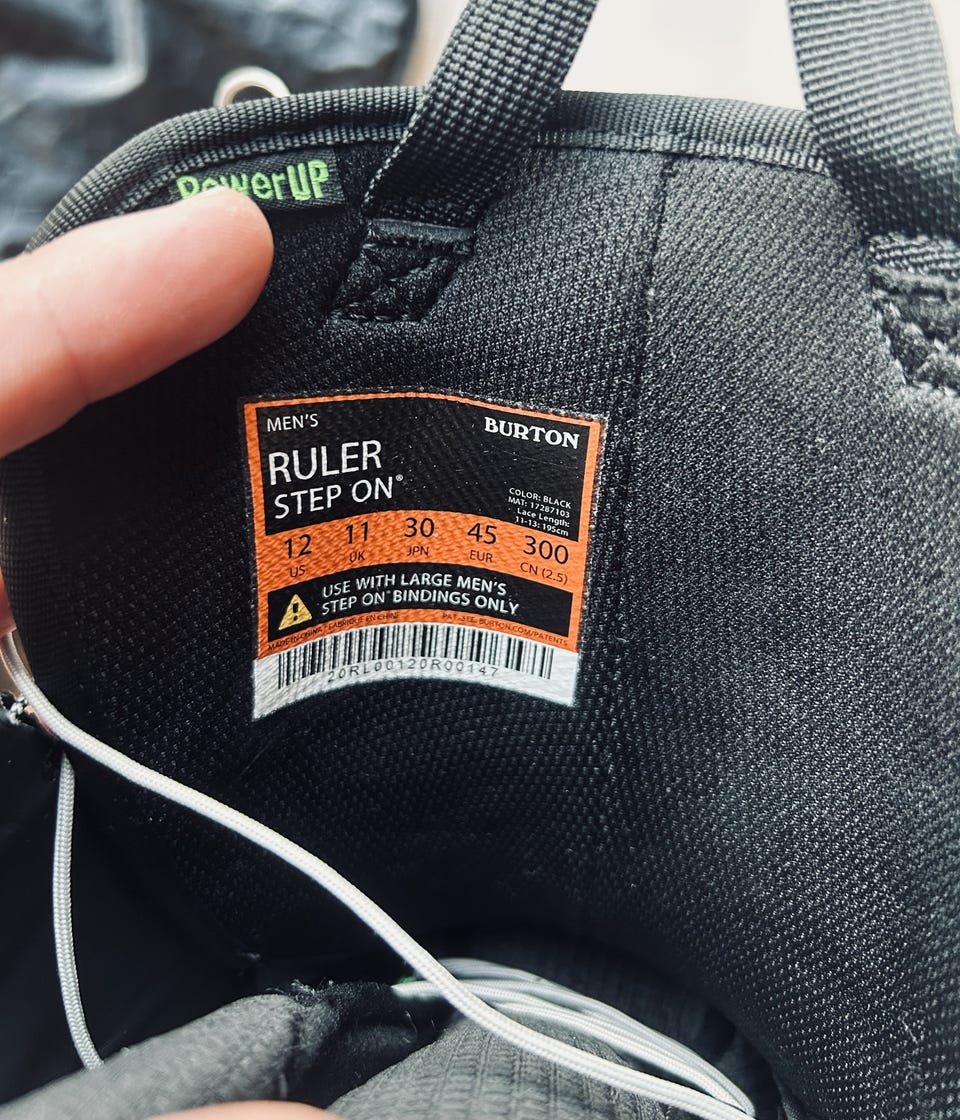 PowerUP
MEN'S
BURTON
RULER
STEP ON®
COLOR: BLACK
MAT: 17287103
Lace Length:
11-13: 195cm
12 11 30 45 300
US UK JPN EUR CN (2.5)
USE WITH LARGE MEN'S
STEP ON® BINDINGS ONLY
MADE IN CHINA - FABRIQUE EN CHINE PAT. SEE: BURTON.COM/PATENTS
20RL00120R00147